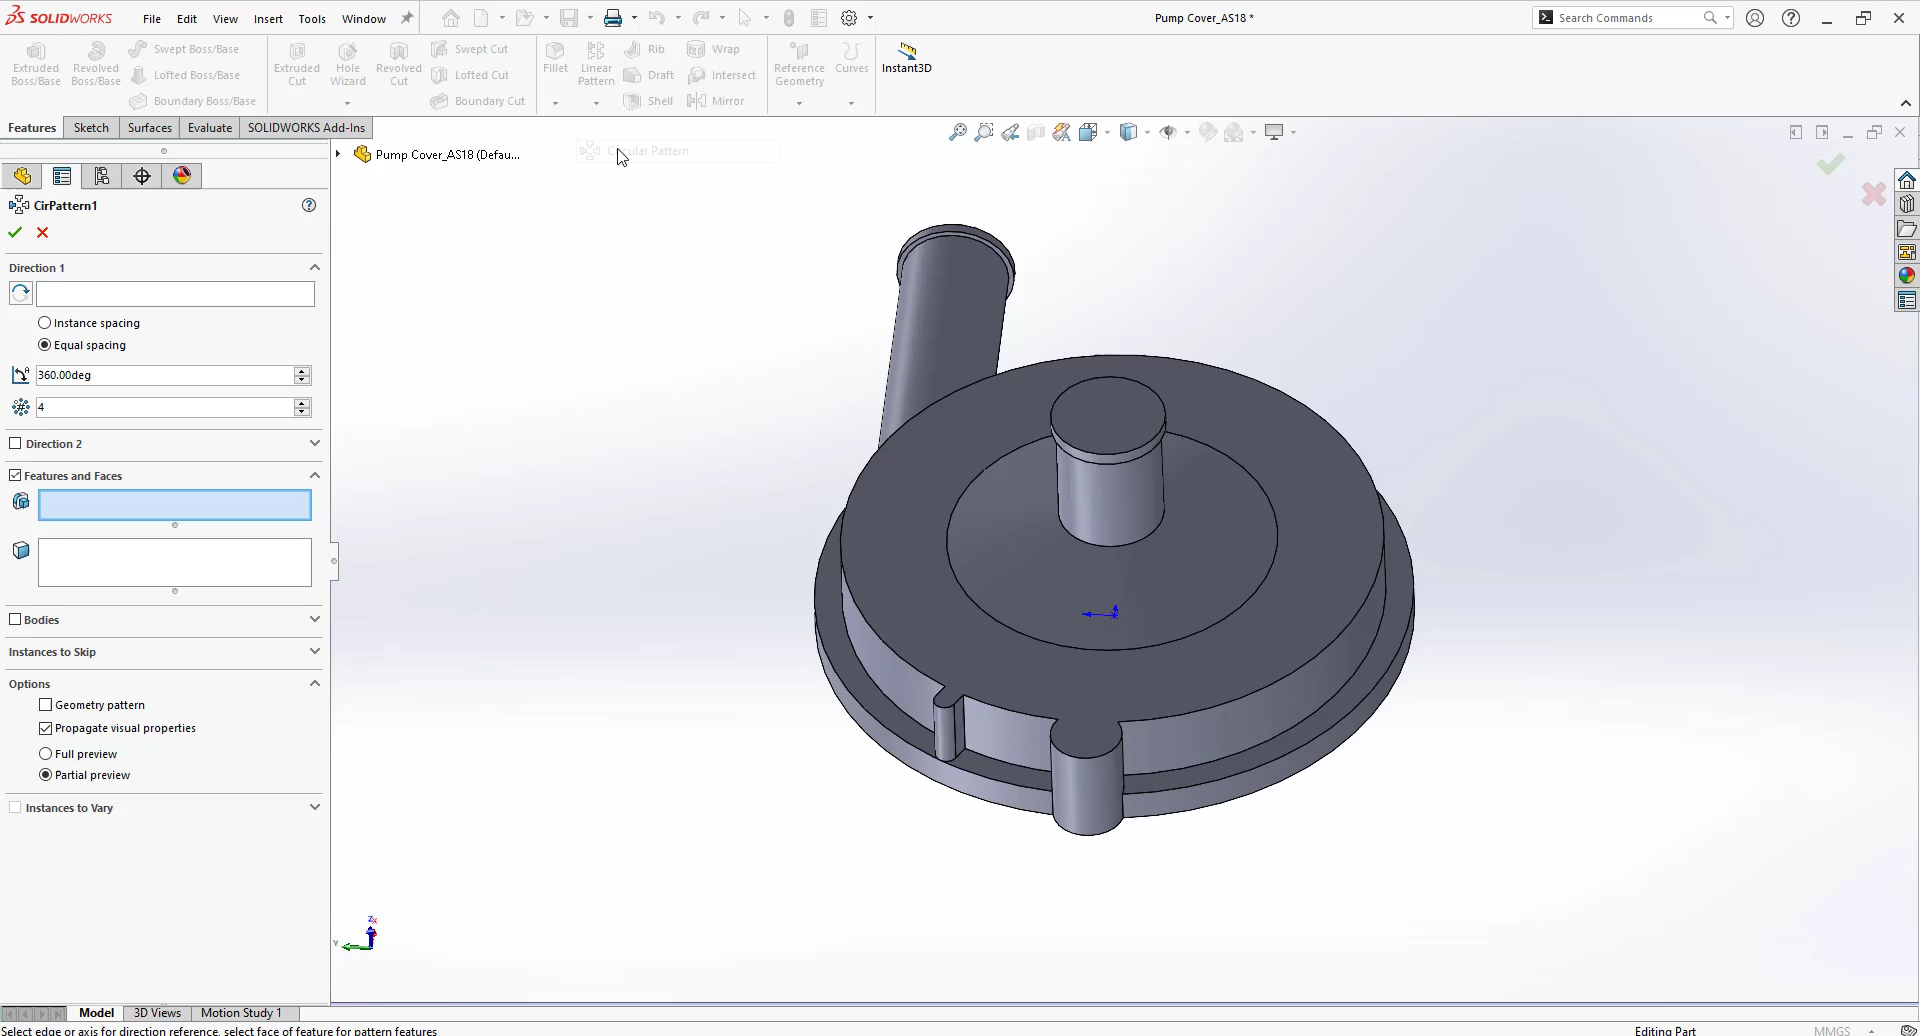 SOLIDWORKS
File Edit View Insert Tools Window
Pump Cover_AS18 *
Search Commands
Extruded Boss/Base
Revolved Boss/Base
Swept Boss/Base
Lofted Boss/Base
Boundary Boss/Base
Extruded Cut
Hole Wizard
Revolved Cut
Swept Cut
Lofted Cut
Boundary Cut
Fillet
Linear Pattern
Rib
Draft
Shell
Wrap
Intersect
Mirror
Reference Geometry
Curves
Instant3D
Features Sketch Surfaces Evaluate SOLIDWORKS Add-Ins
Pump Cover_AS18 (Defau...
Circular Pattern
CirPattern1
Direction 1
Instance spacing
Equal spacing
360.00deg
4
Direction 2
Features and Faces
Bodies
Instances to Skip
Options
Geometry pattern
Propagate visual properties
Full preview
Partial preview
Instances to Vary
Z X
Y
Model 3D Views Motion Study 1
Select edge or axis for direction reference, select face of feature for pattern features
Editing Part
MMGS